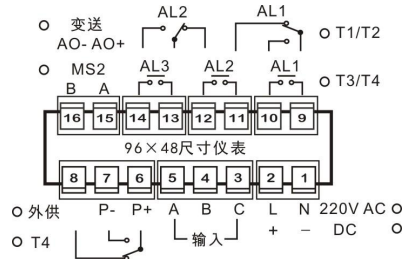 AL2 AL1
变送
AO- AO+
T1/T2
MS2
AL3 AL2 AL1
T3/T4
B A
16 15 14 13 12 11 10 9
96×48尺寸仪表
8 7 6 5 4 3 2 1
外供 P- P+ A B C L N 220V AC
T4 输入 + − DC